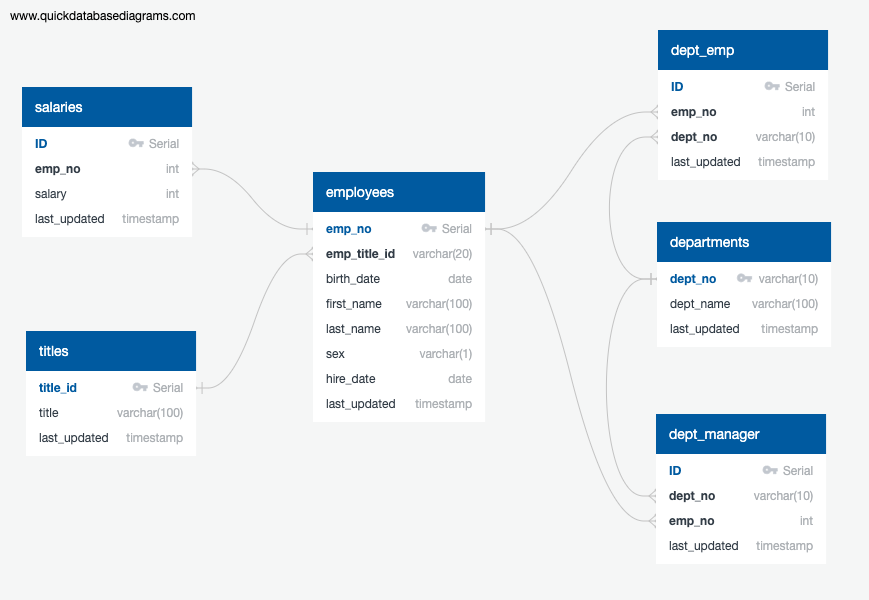 www.quickdatabasediagrams.com
salaries
ID Serial
emp_no int
salary int
last_updated timestamp
titles
title_id Serial
title varchar(100)
last_updated timestamp
employees
emp_no Serial
emp_title_id varchar(20)
birth_date date
first_name varchar(100)
last_name varchar(100)
sex varchar(1)
hire_date date
last_updated timestamp
dept_emp
ID Serial
emp_no int
dept_no varchar(10)
last_updated timestamp
departments
dept_no varchar(10)
dept_name varchar(100)
last_updated timestamp
dept_manager
ID Serial
dept_no varchar(10)
emp_no int
last_updated timestamp